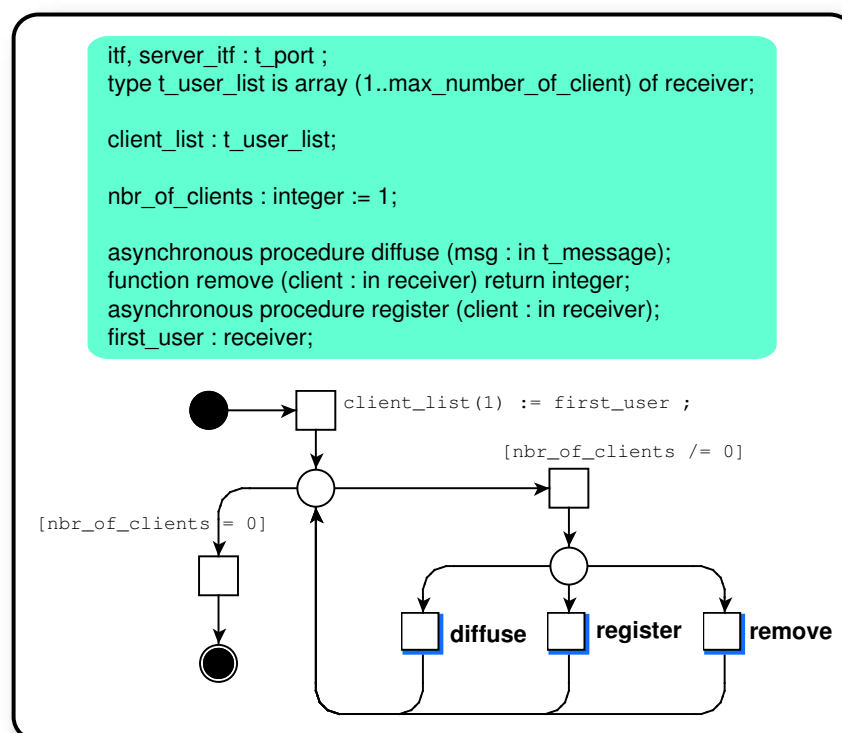 itf, server_itf : t_port ;
type t_user_list is array (1..max_number_of_client) of receiver;
client_list : t_user_list;
nbr_of_clients : integer := 1;
asynchronous procedure diffuse (msg : in t_message);
function remove (client : in receiver) return integer;
asynchronous procedure register (client : in receiver);
first_user : receiver;
client_list(1) := first_user ;
[nbr_of_clients /= 0]
[nbr_of_clients = 0]
diffuse
register
remove